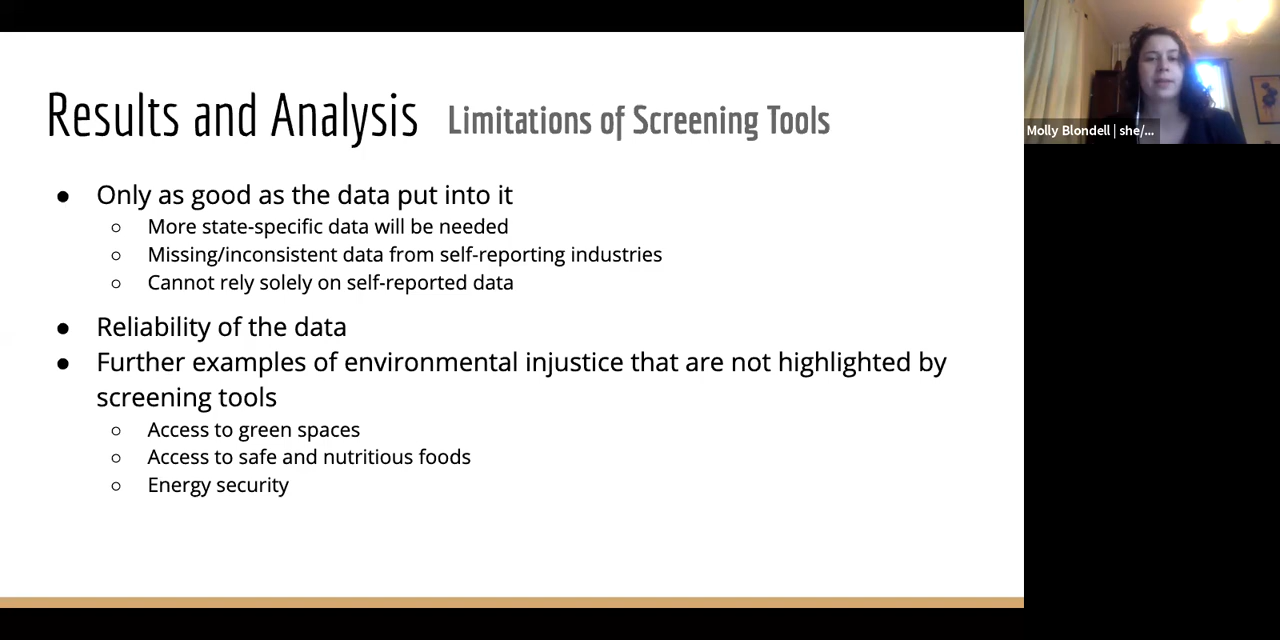 Results and Analysis Limitations of Screening Tools
● Only as good as the data put into it
○ More state-specific data will be needed
○ Missing/inconsistent data from self-reporting industries
○ Cannot rely solely on self-reported data
● Reliability of the data
● Further examples of environmental injustice that are not highlighted by
screening tools
○ Access to green spaces
○ Access to safe and nutritious foods
○ Energy security
Molly Blondell | she/...